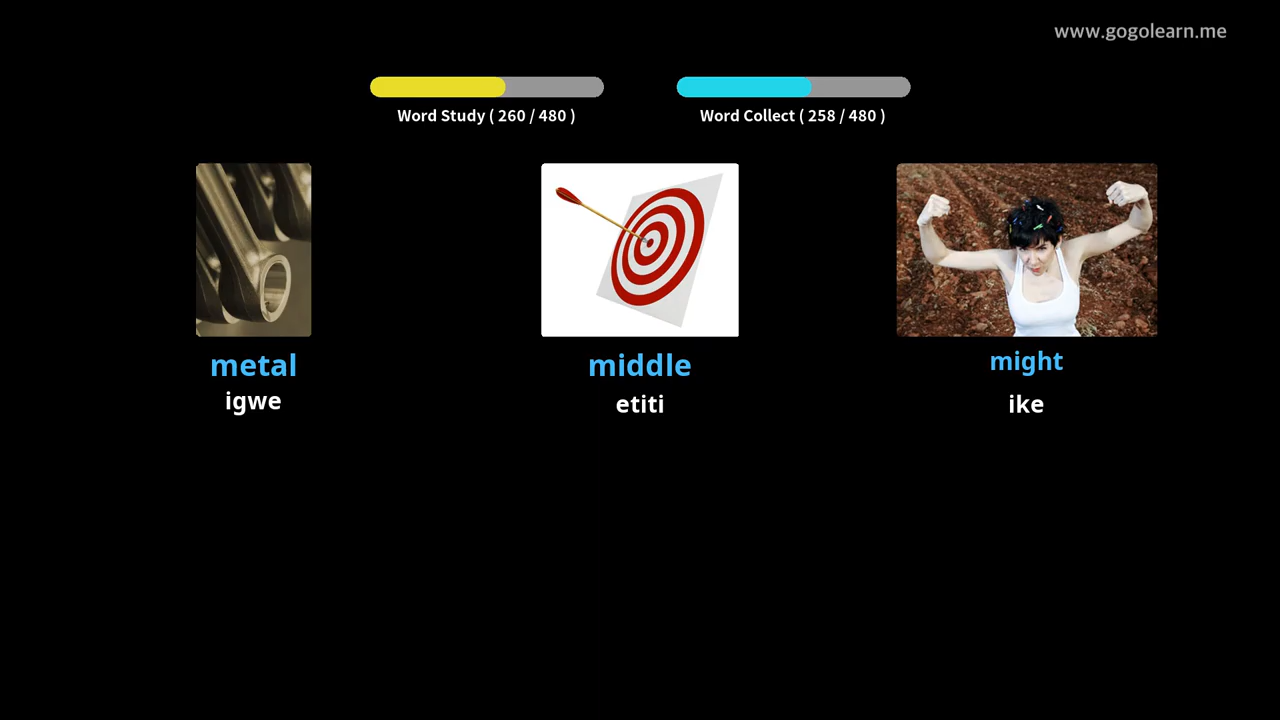 www.gogolearn.me
Word Study ( 260 / 480 )
Word Collect ( 258 / 480 )
metal
igwe
middle
etiti
might
ike